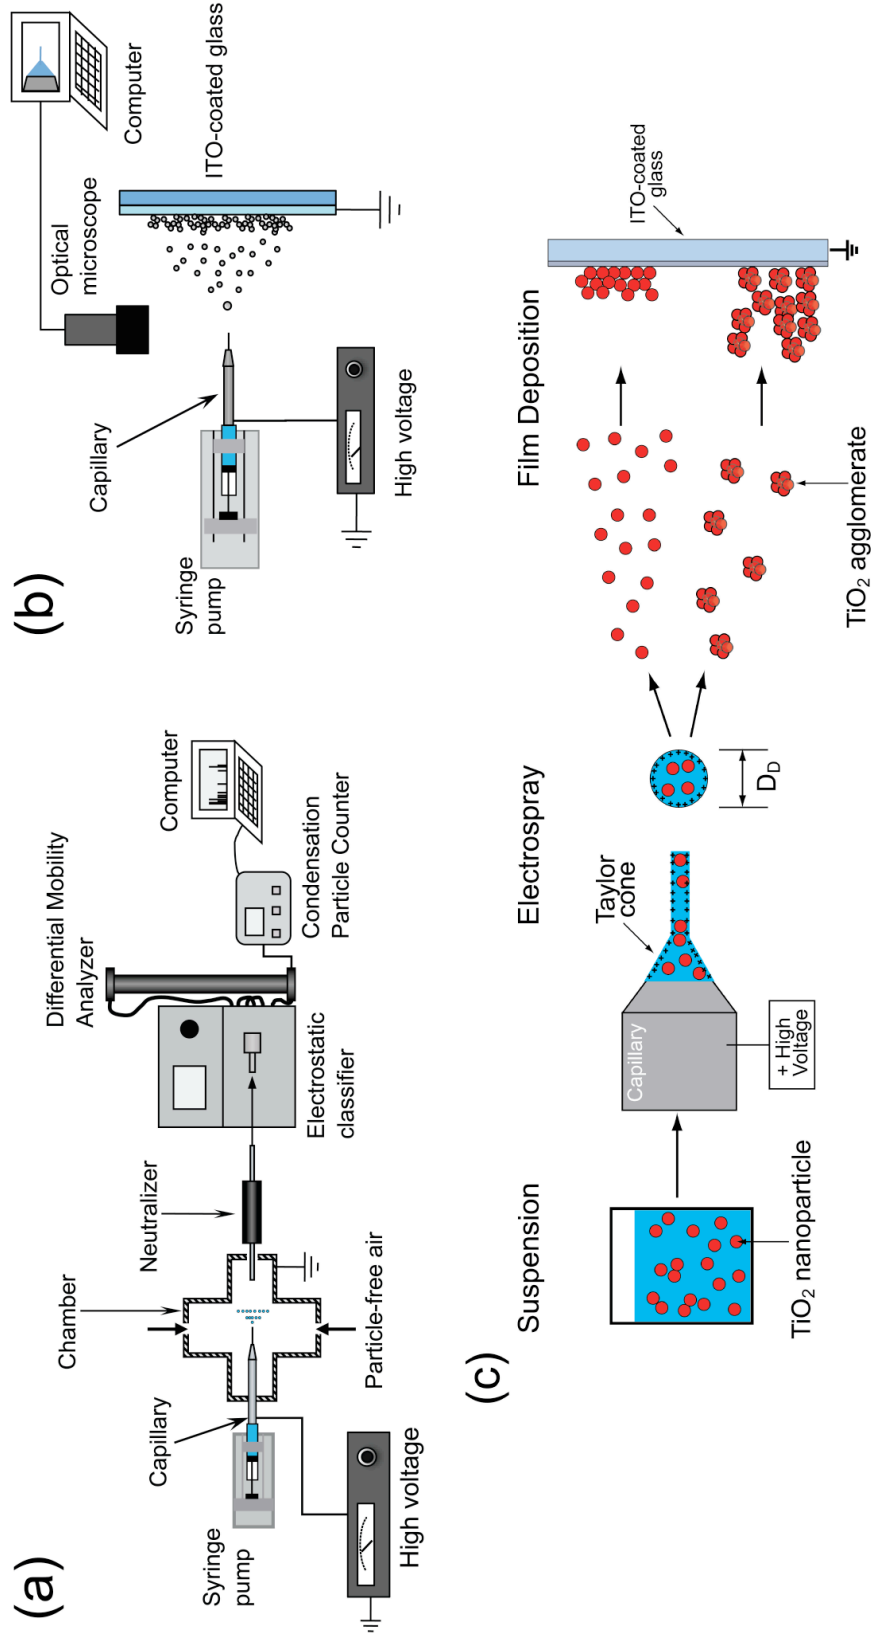 (a)
Syringe
pump
Capillary
Chamber
Neutralizer
Differential Mobility
Analyzer
Computer
Condensation
Particle Counter
Electrostatic
classifier
Particle-free air
High voltage
(b)
Syringe
pump
Capillary
Optical
microscope
Computer
ITO-coated glass
High voltage
(c)
Suspension
Electrospray
Film Deposition
Taylor
cone
Capillary
+ High
Voltage
D_D
ITO-coated
glass
TiO₂ nanoparticle
TiO₂ agglomerate